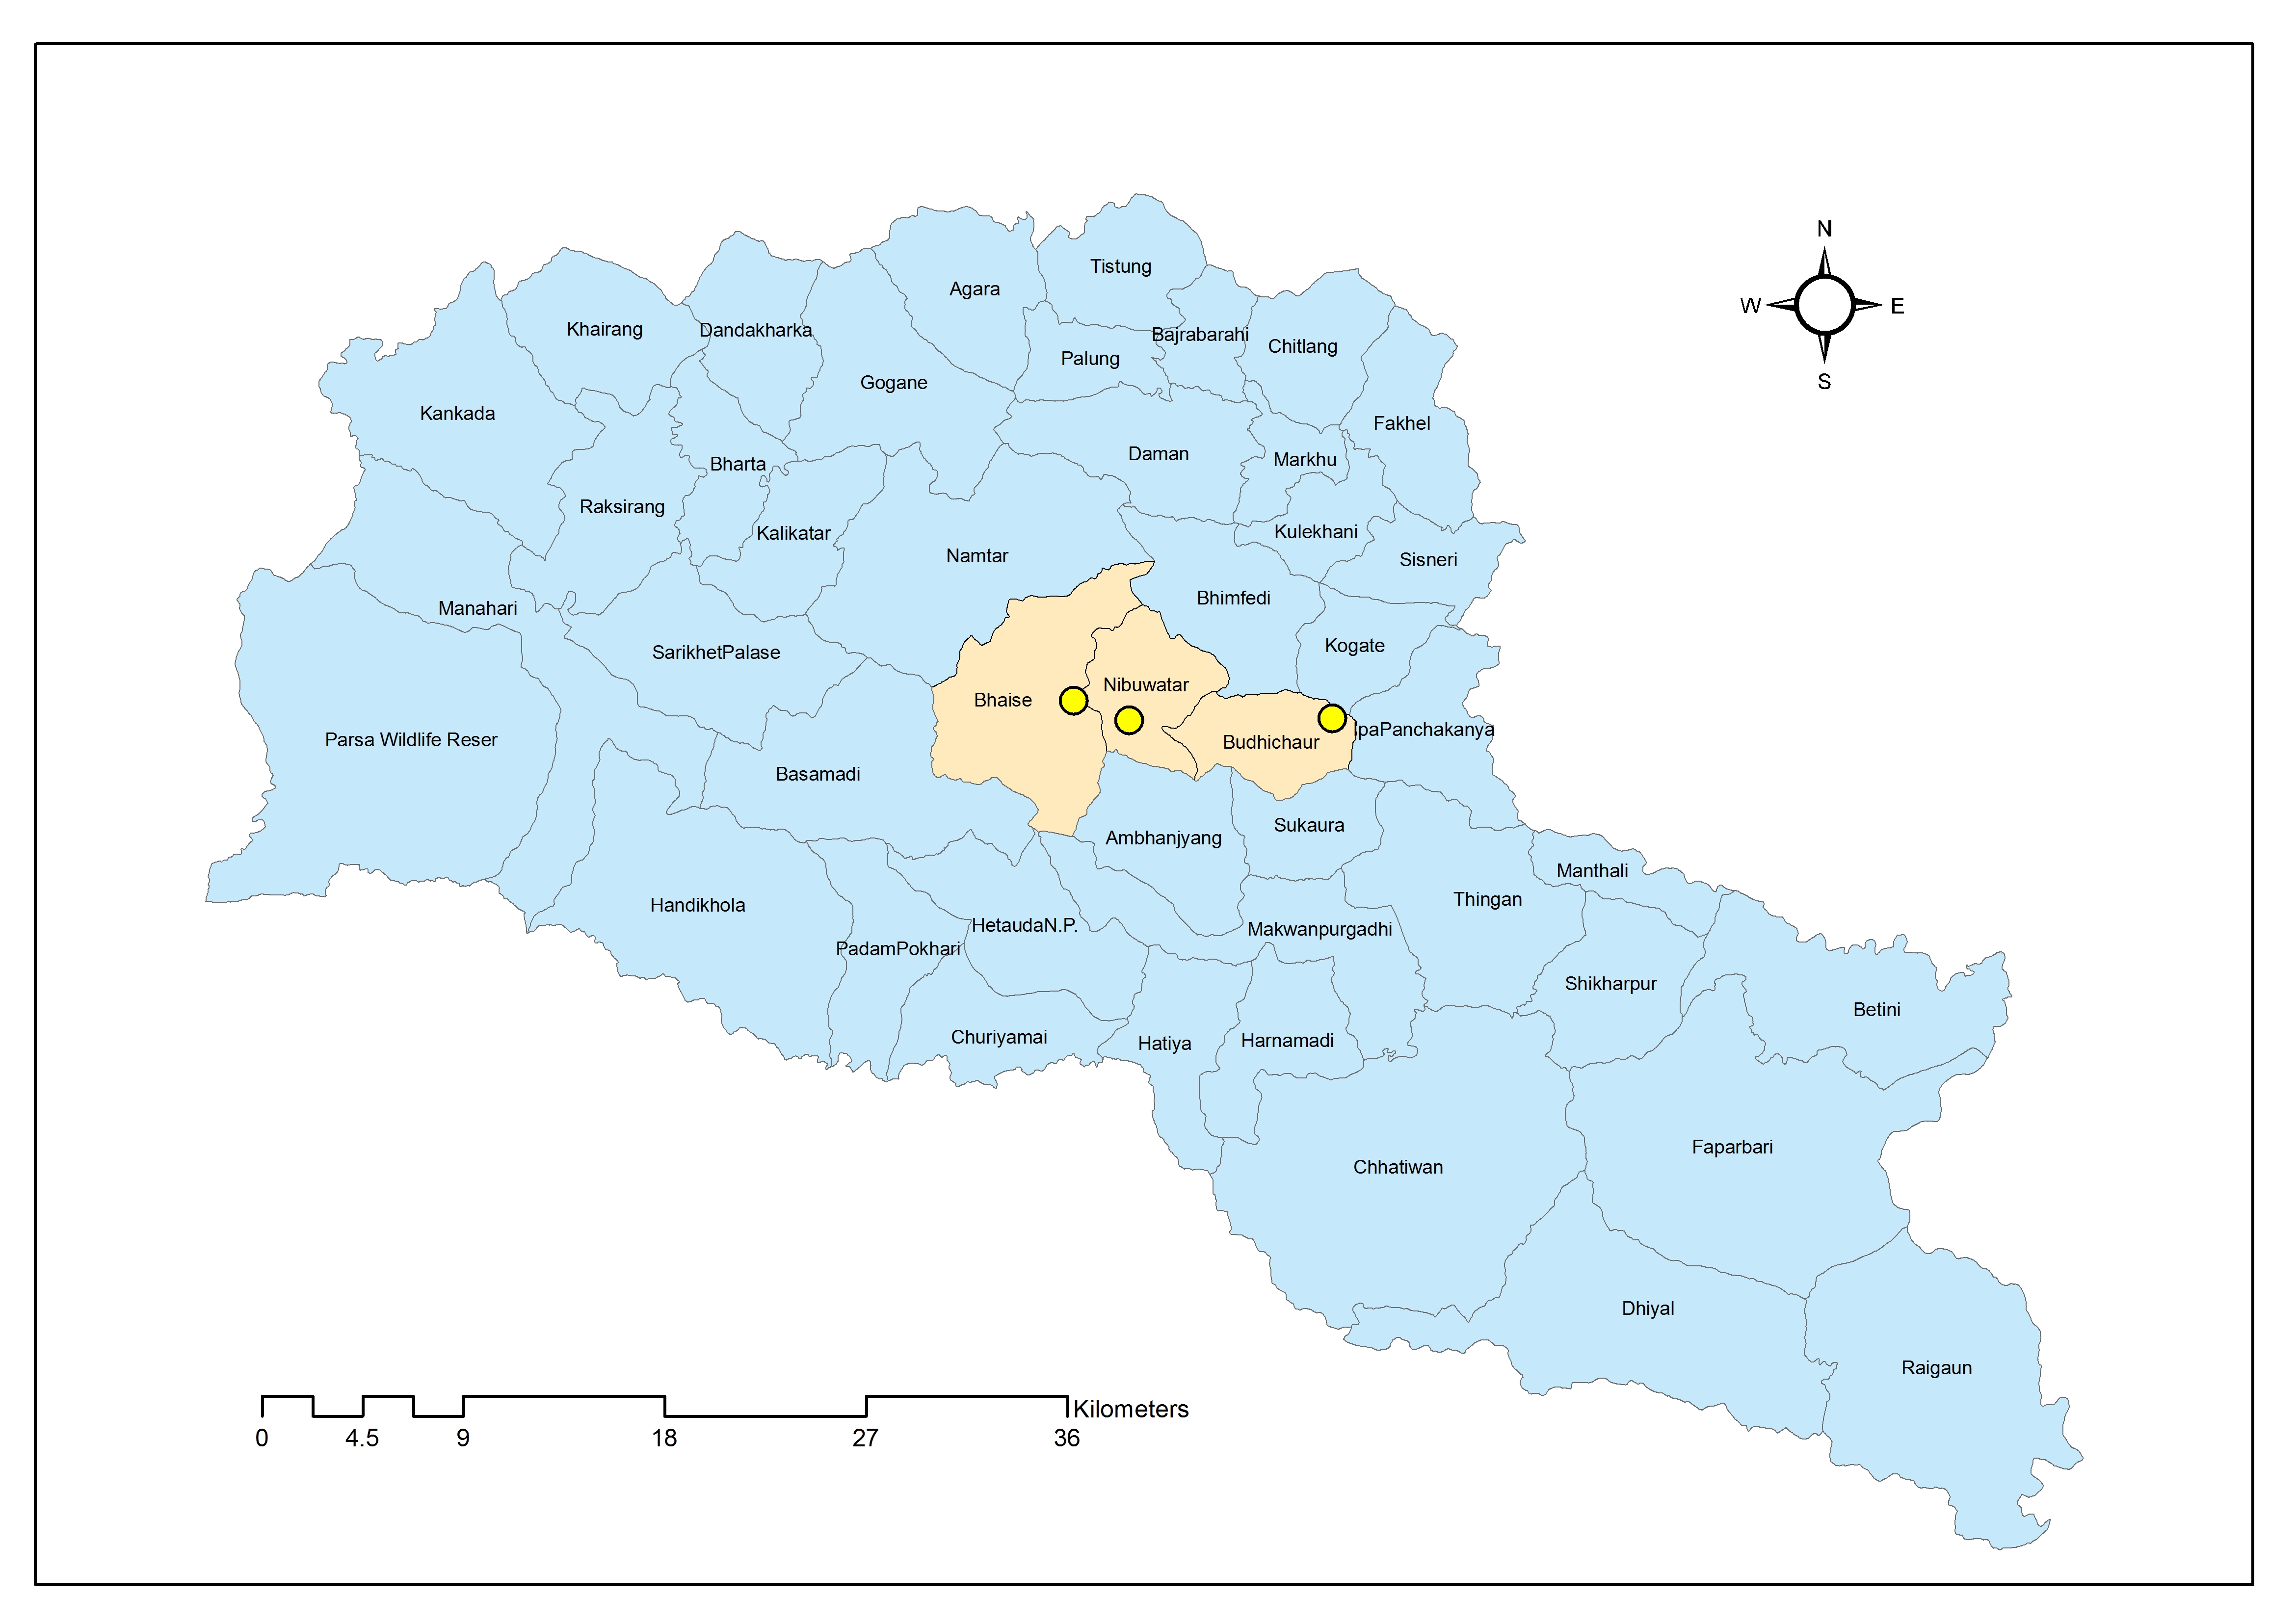 N
Tistung
Agara
W
E
Khairang
Dandakharka
Bajrabarahi
Chitlang
Palung
Gogane
S
Kankada
Fakhel
Daman
Markhu
Bharta
Raksirang
Kalikatar
Kulekhani
Namtar
Sisneri
Bhimfedi
Manahari
Kogate
SarikhetPalase
Nibuwatar
Bhaise
ipaPanchakanya
Parsa Wildlife Reser
Budhichaur
Basamadi
Sukaura
Ambhanjyang
Manthali
Thingan
Handikhola
HetaudaN.P.
Makwanpurgadhi
PadamPokhari
Shikharpur
Betini
Churiyamai
Harnamadi
Hatiya
Faparbari
Chhatiwan
Dhiyal
Raigaun
Kilometers
0 4.5 9 18 27 36